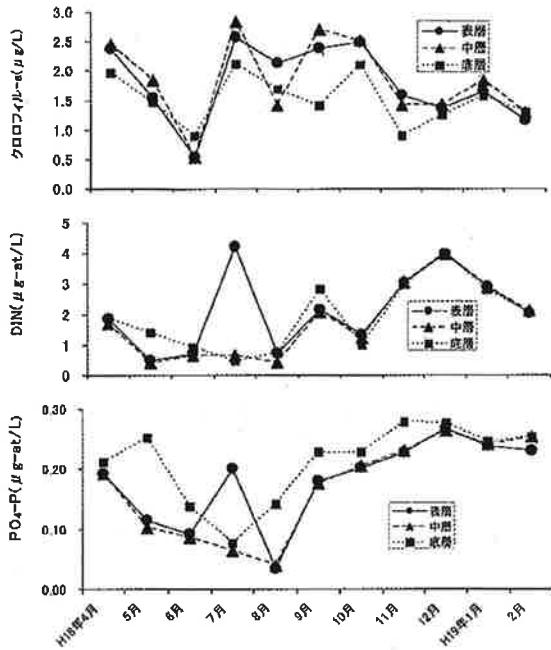 クロロフィル-a(μg/L)
3.0
2.5
2.0
1.5
1.0
0.5
0.0
表層
中層
底層
DIN(μg-at/L)
5
4
3
2
1
0
表層
中層
底層
PO₄-P(μg-at/L)
0.30
0.20
0.10
0.00
表層
中層
底層
H18年4月
5月
6月
7月
8月
9月
10月
11月
12月
H19年1月
2月